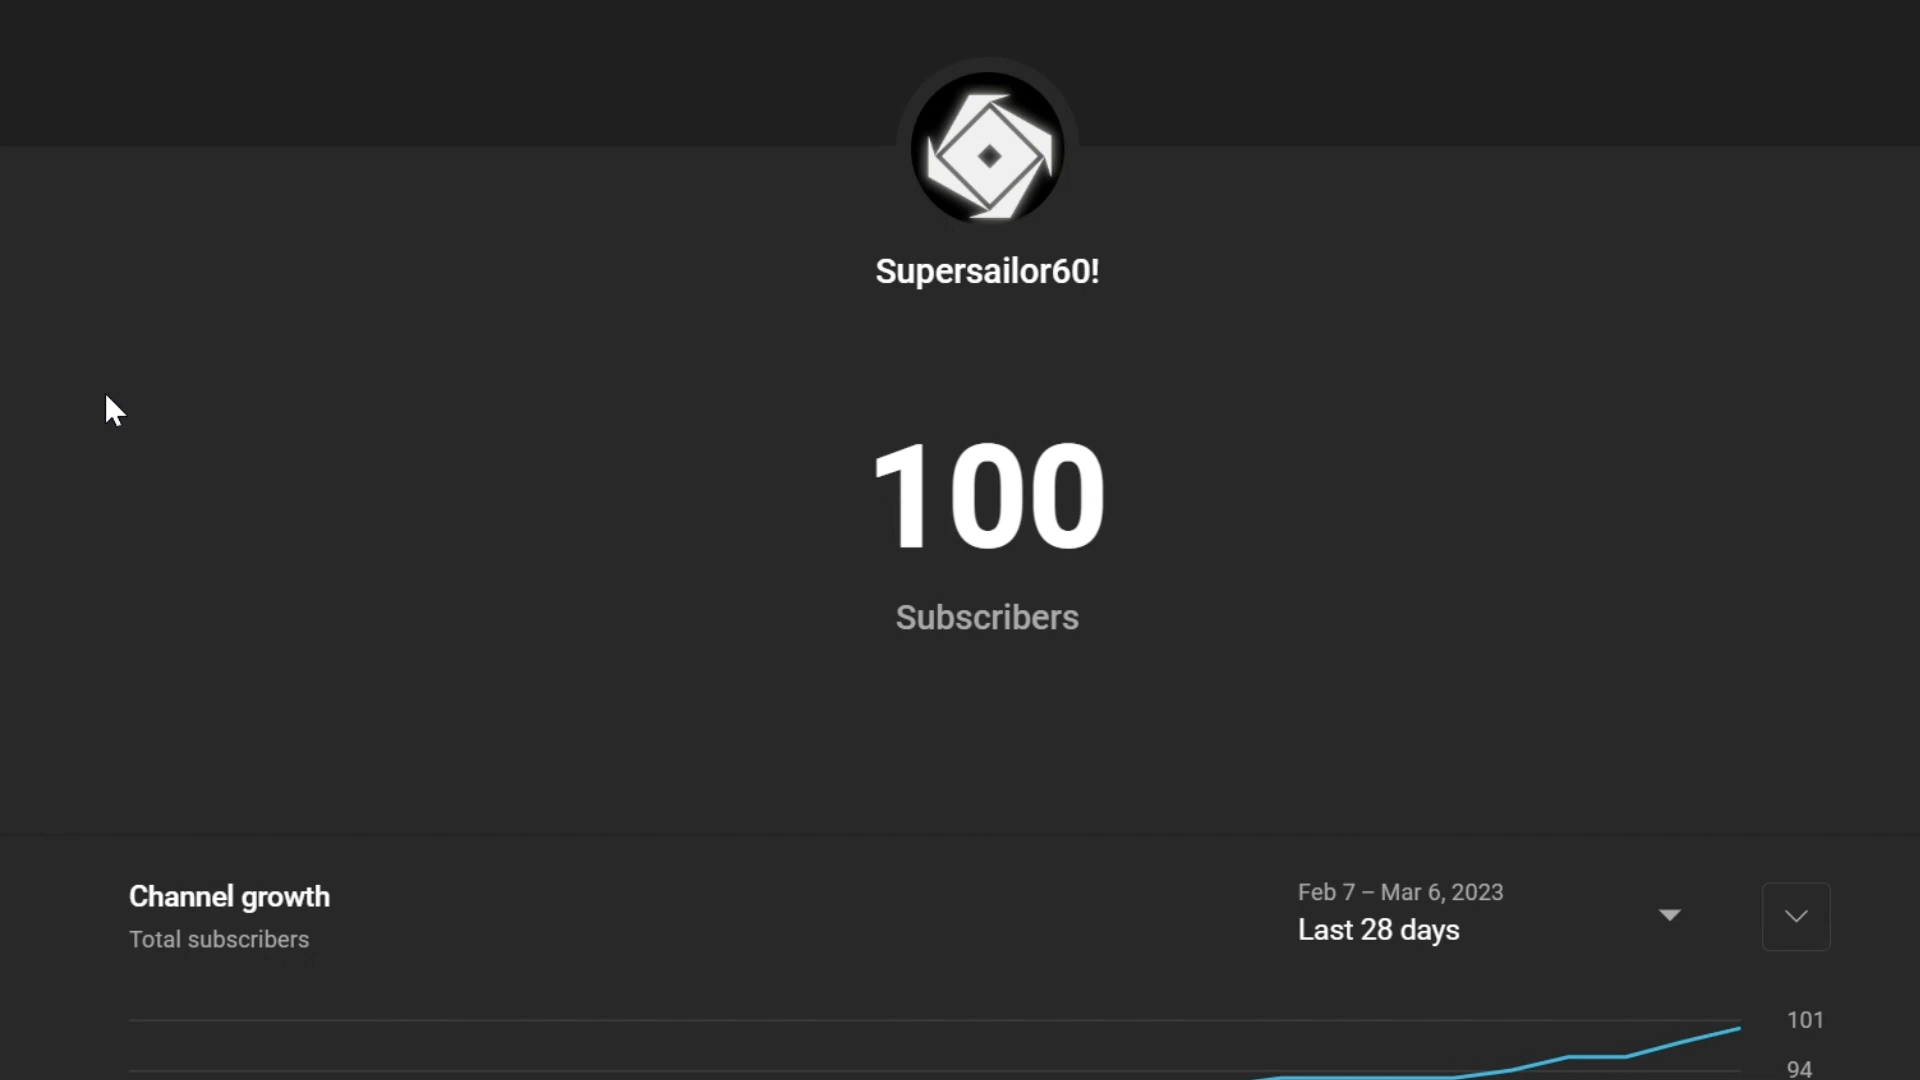 Supersailor60!
100
Subscribers
Channel growth
Total subscribers
Feb 7 – Mar 6, 2023
Last 28 days
101
94